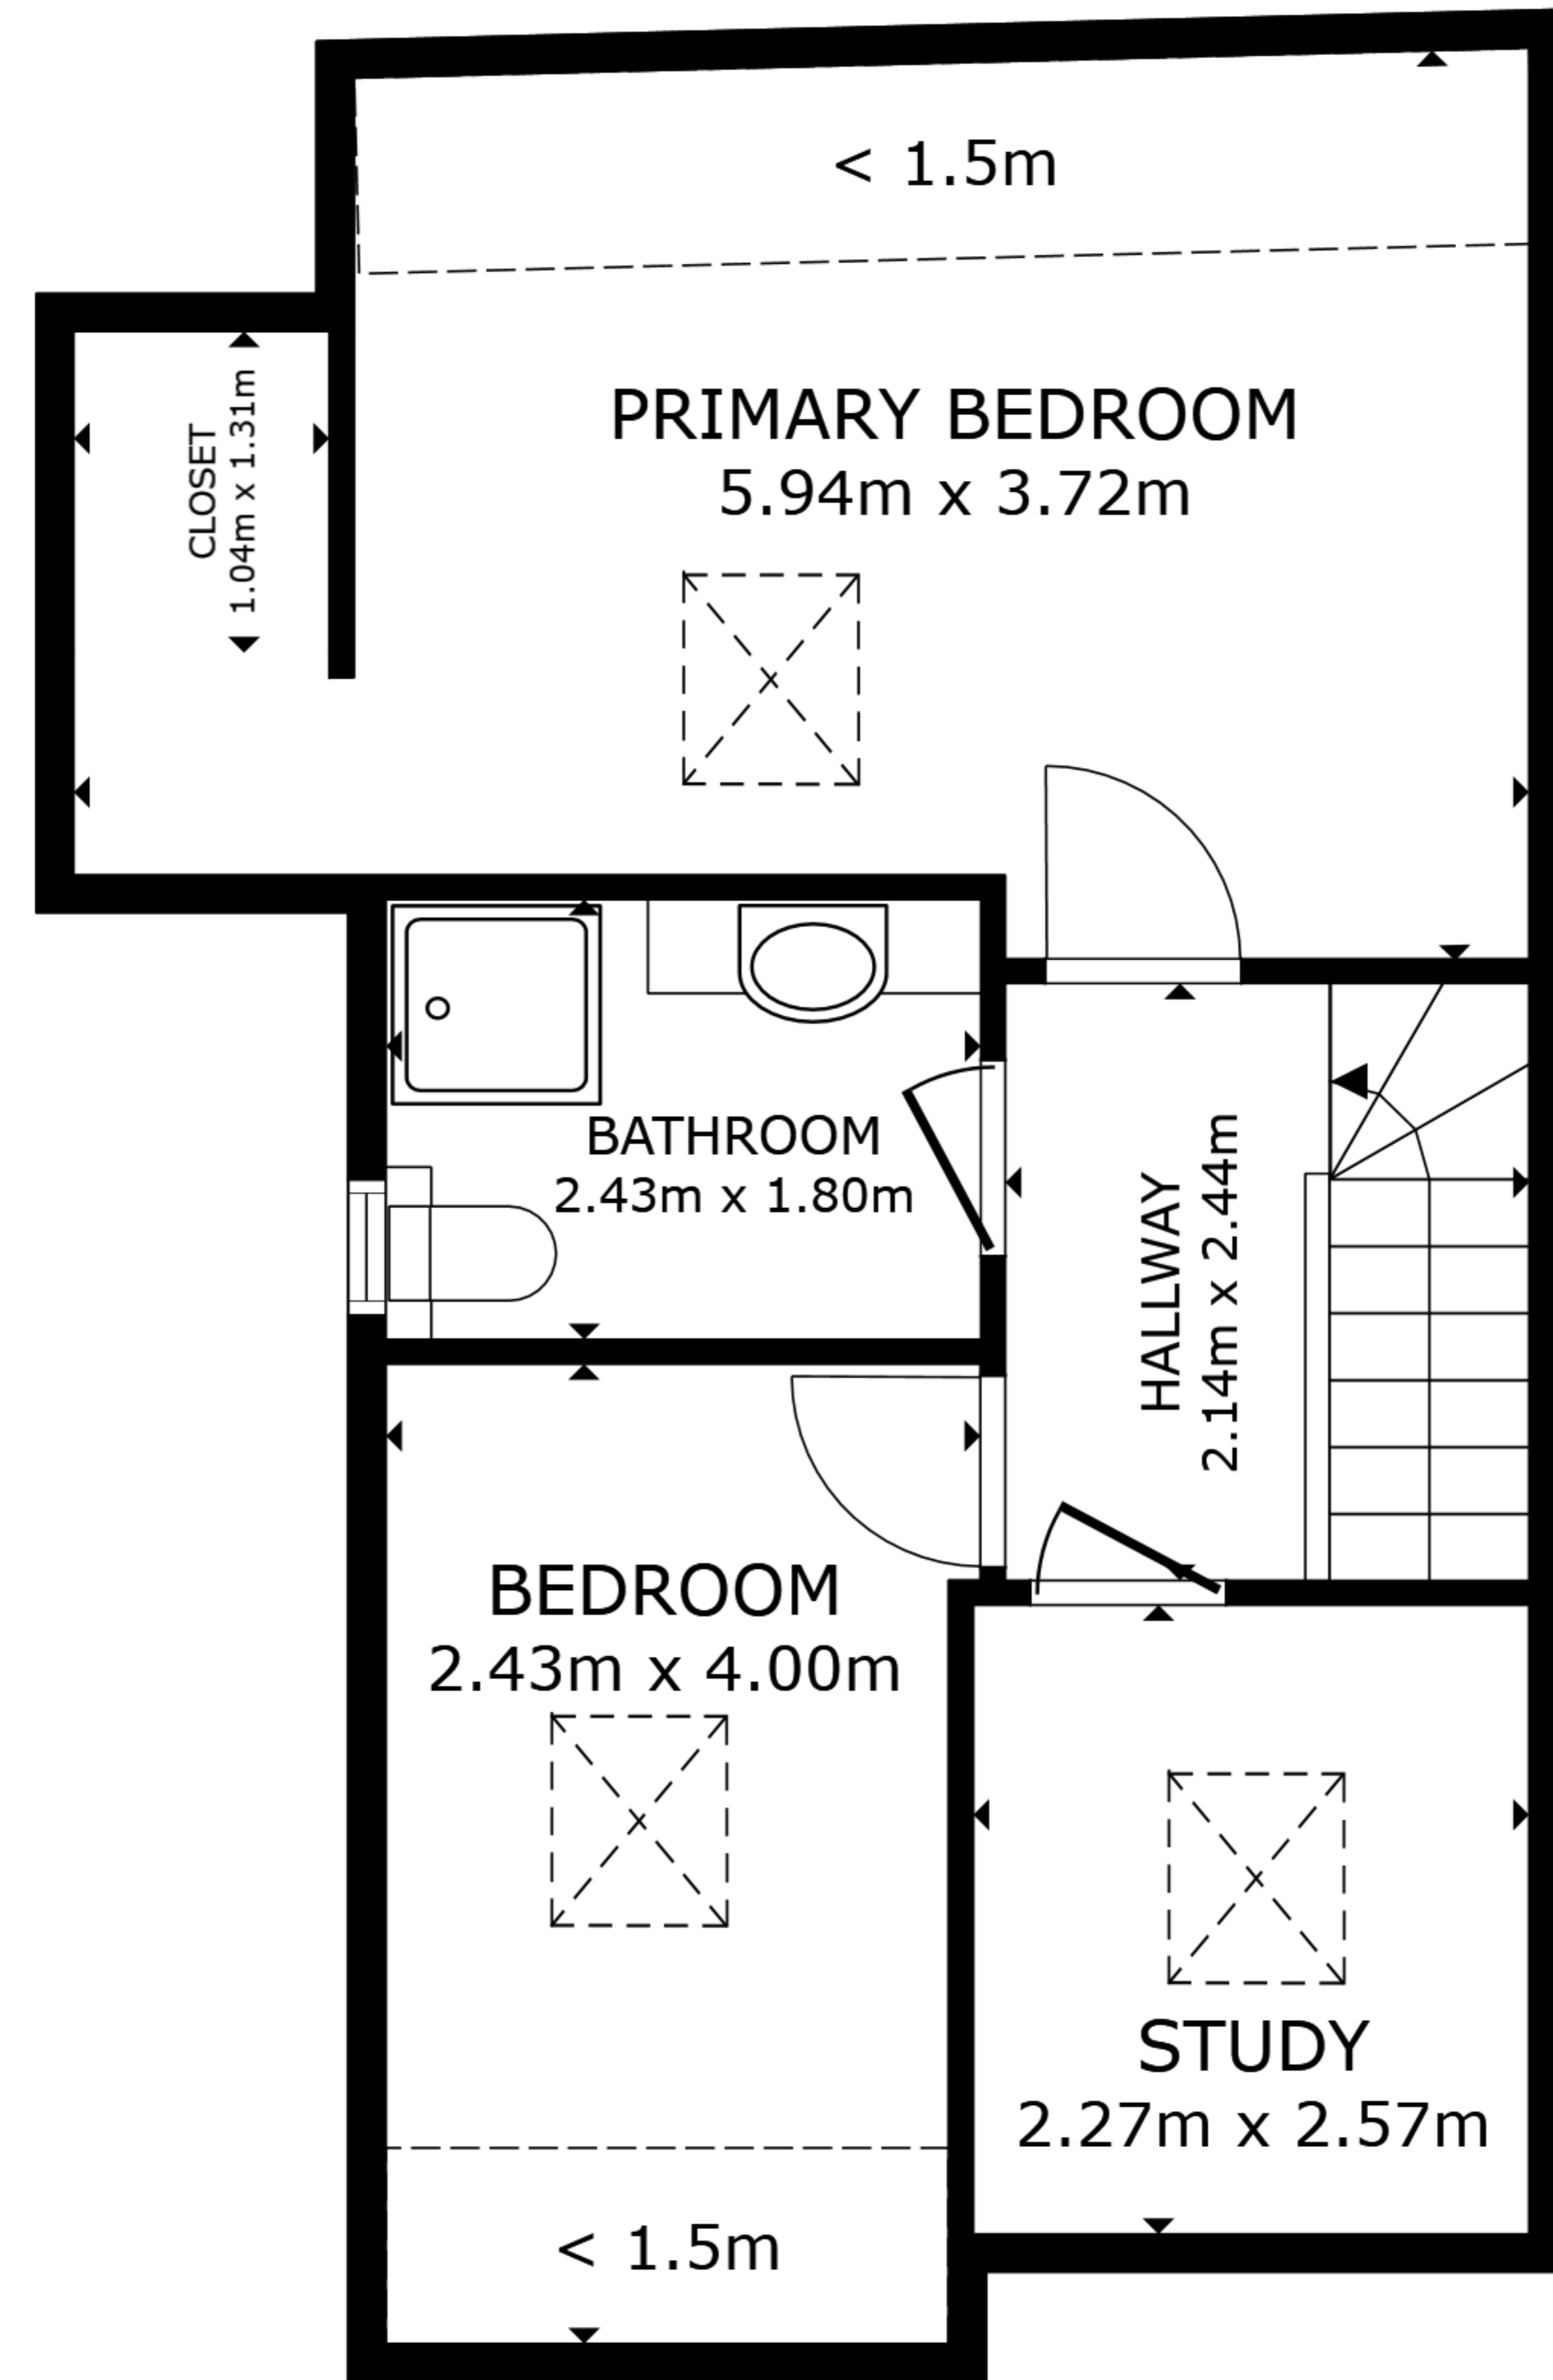 < 1.5m
PRIMARY BEDROOM
5.94m x 3.72m
CLOSET
1.04m x 1.31m
BATHROOM
2.43m x 1.80m
HALLWAY
2.14m x 2.44m
BEDROOM
2.43m x 4.00m
STUDY
2.27m x 2.57m
< 1.5m